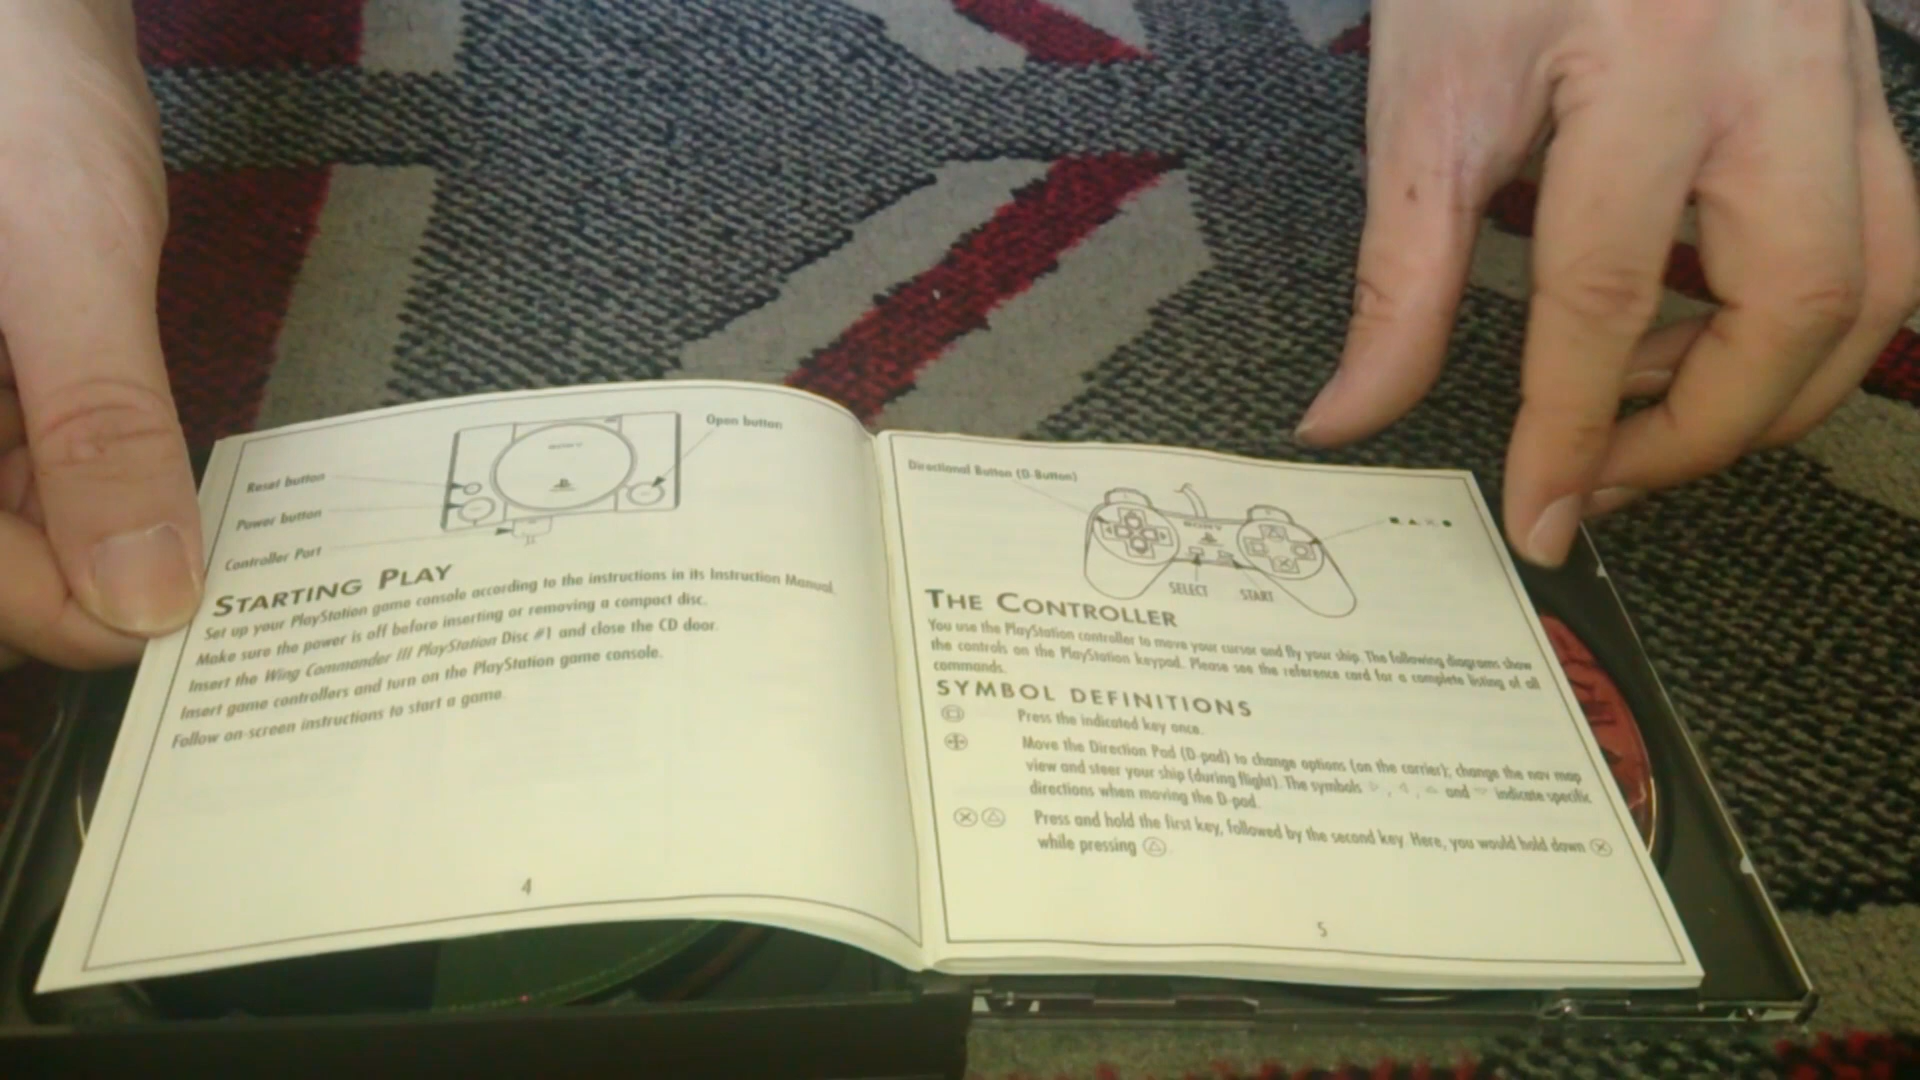 Open button
SONY
Reset button
Power button
Controller Port
STARTING PLAY
Set up your PlayStation game console according to the instructions in its Instruction Manual.
Make sure the power is off before inserting or removing a compact disc.
Insert the Wing Commander III PlayStation Disc #1 and close the CD door.
Insert game controllers and turn on the PlayStation game console.
Follow on-screen instructions to start a game.
4
Directional Button (D-Button)
SONY
SELECT START
THE CONTROLLER
You use the PlayStation controller to move your cursor and fly your ship. The following diagrams show
the controls on the PlayStation keypad. Please see the reference card for a complete listing of all
commands.
SYMBOL DEFINITIONS
Press the indicated key once.
Move the Direction Pad (D-pad) to change options (on the carrier); change the nav map
view and steer your ship (during flight). The symbols ▷ , ◁ , △ and ▽ indicate specific
directions when moving the D-pad.
Press and hold the first key, followed by the second key. Here, you would hold down ⓧ
while pressing △.
5